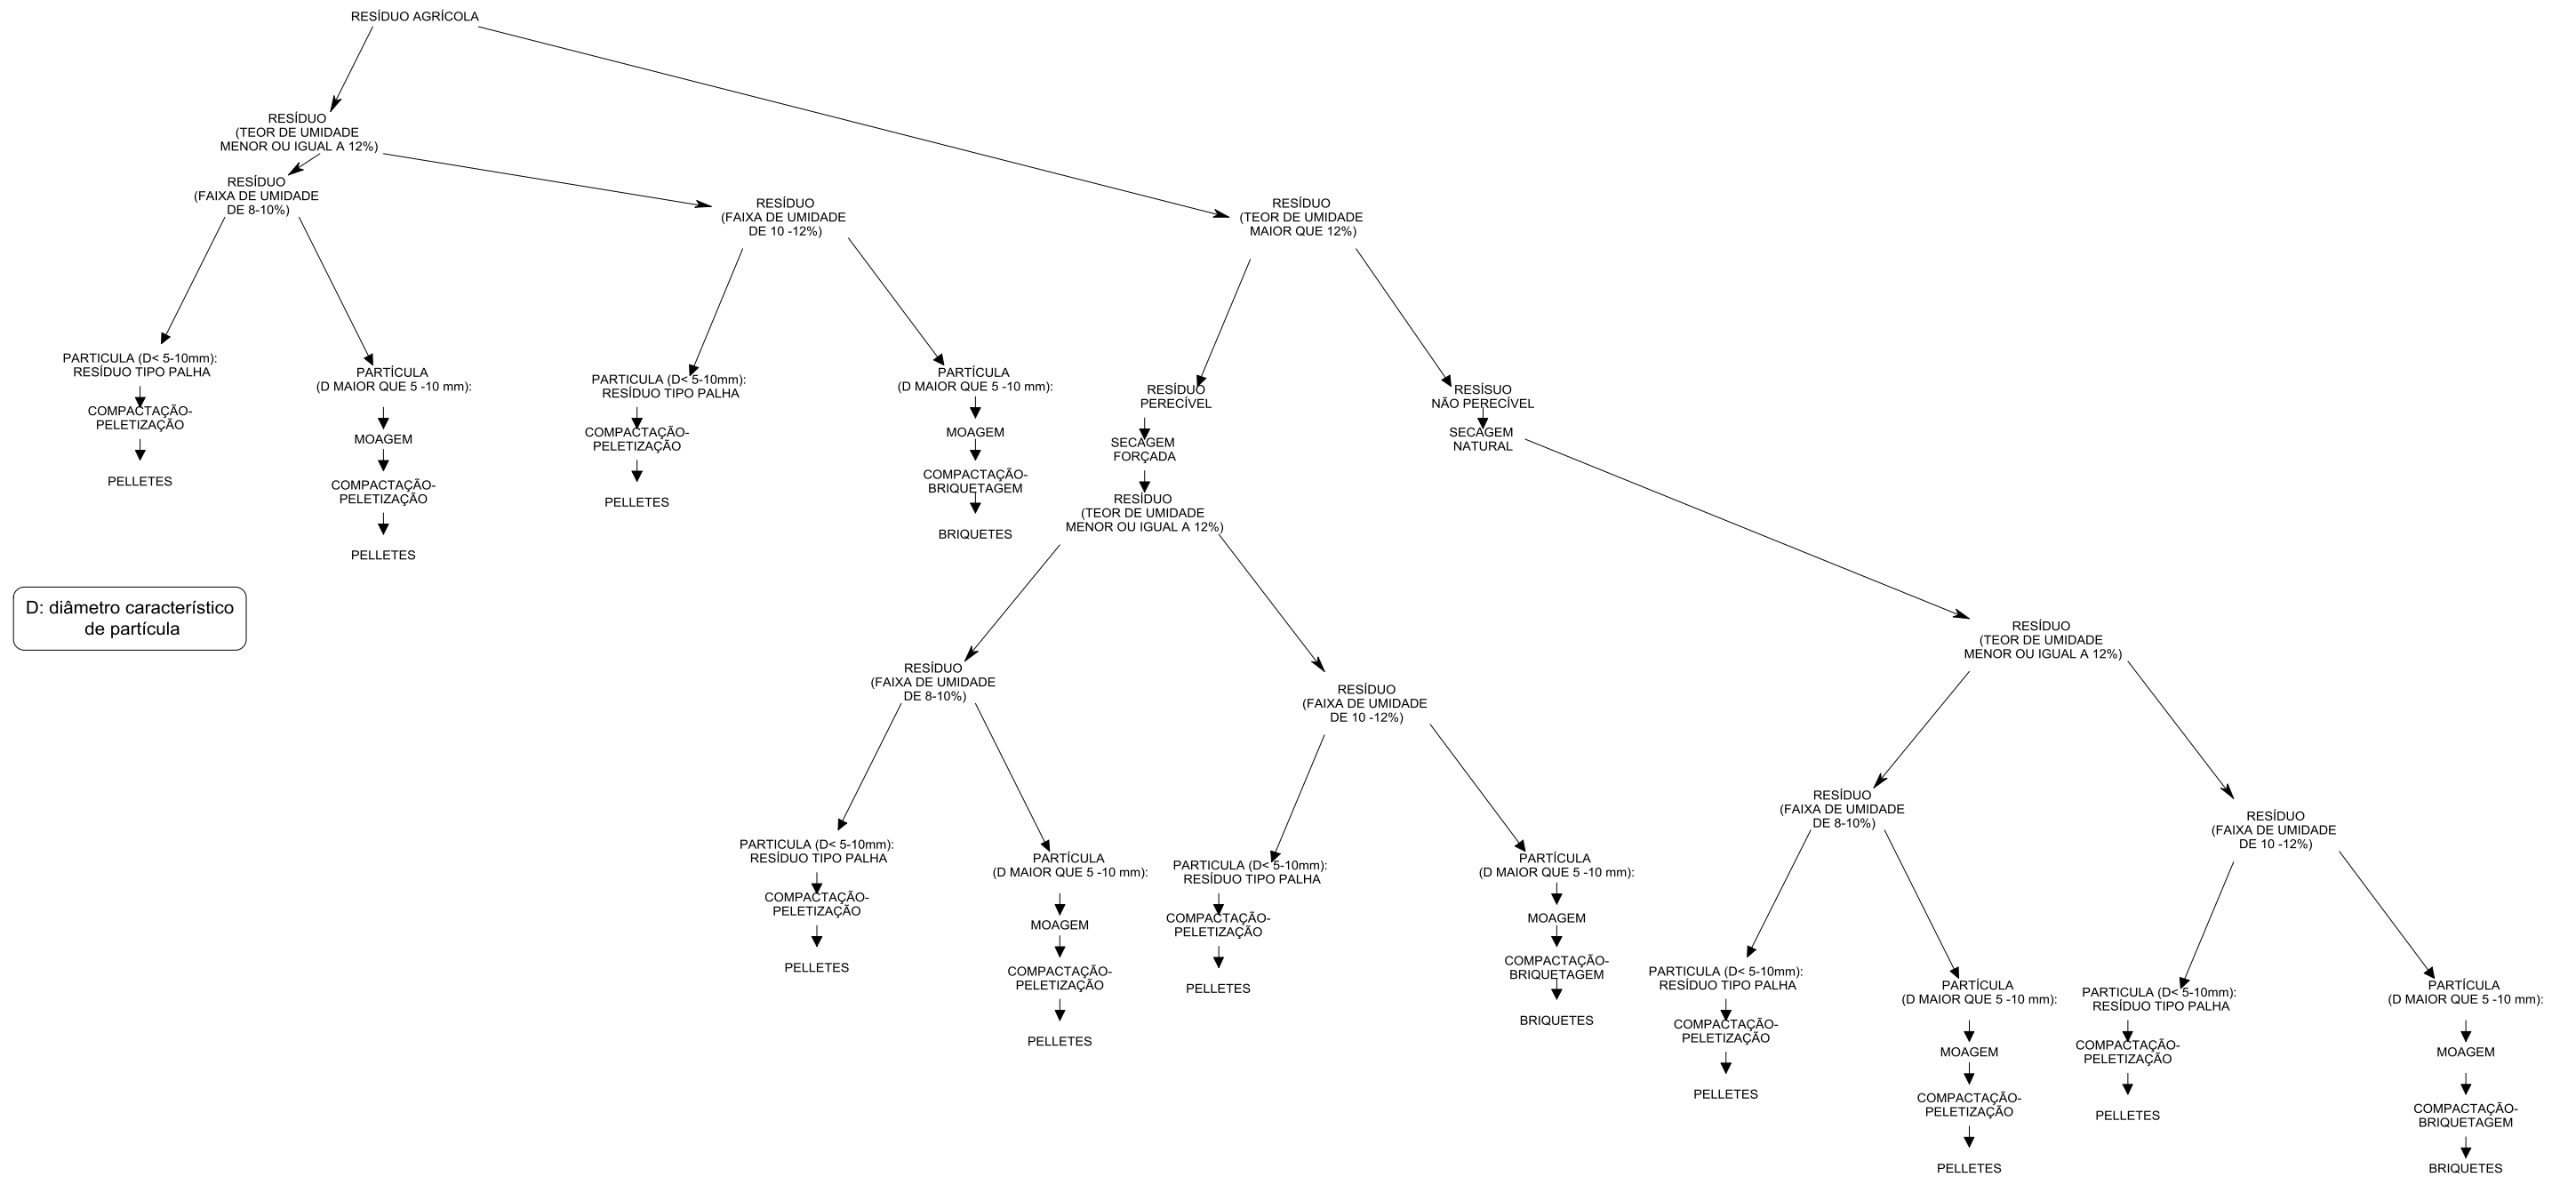 RESÍDUO AGRÍCOLA
RESÍDUO
(TEOR DE UMIDADE
MENOR OU IGUAL A 12%)
RESÍDUO
(FAIXA DE UMIDADE
DE 8-10%)
PARTICULA (D< 5-10mm):
RESÍDUO TIPO PALHA
COMPACTAÇÃO-
PELETIZAÇÃO
PELLETES
PARTÍCULA
(D MAIOR QUE 5 -10 mm):
MOAGEM
COMPACTAÇÃO-
PELETIZAÇÃO
PELLETES
RESÍDUO
(FAIXA DE UMIDADE
DE 10 -12%)
PARTICULA (D< 5-10mm):
RESÍDUO TIPO PALHA
COMPACTAÇÃO-
PELETIZAÇÃO
PELLETES
PARTÍCULA
(D MAIOR QUE 5 -10 mm):
MOAGEM
COMPACTAÇÃO-
BRIQUETAGEM
BRIQUETES
RESÍDUO
(TEOR DE UMIDADE
MAIOR QUE 12%)
RESÍDUO
PERECÍVEL
SECAGEM
FORÇADA
RESÍDUO
(TEOR DE UMIDADE
MENOR OU IGUAL A 12%)
RESÍDUO
(FAIXA DE UMIDADE
DE 8-10%)
PARTICULA (D< 5-10mm):
RESÍDUO TIPO PALHA
COMPACTAÇÃO-
PELETIZAÇÃO
PELLETES
PARTÍCULA
(D MAIOR QUE 5 -10 mm):
MOAGEM
COMPACTAÇÃO-
PELETIZAÇÃO
PELLETES
RESÍDUO
(FAIXA DE UMIDADE
DE 10 -12%)
PARTICULA (D< 5-10mm):
RESÍDUO TIPO PALHA
COMPACTAÇÃO-
PELETIZAÇÃO
PELLETES
PARTÍCULA
(D MAIOR QUE 5 -10 mm):
MOAGEM
COMPACTAÇÃO-
BRIQUETAGEM
BRIQUETES
RESÍSUO
NÃO PERECÍVEL
SECAGEM
NATURAL
RESÍDUO
(TEOR DE UMIDADE
MENOR OU IGUAL A 12%)
RESÍDUO
(FAIXA DE UMIDADE
DE 8-10%)
PARTICULA (D< 5-10mm):
RESÍDUO TIPO PALHA
COMPACTAÇÃO-
PELETIZAÇÃO
PELLETES
PARTÍCULA
(D MAIOR QUE 5 -10 mm):
MOAGEM
COMPACTAÇÃO-
PELETIZAÇÃO
PELLETES
RESÍDUO
(FAIXA DE UMIDADE
DE 10 -12%)
PARTICULA (D< 5-10mm):
RESÍDUO TIPO PALHA
COMPACTAÇÃO-
PELETIZAÇÃO
PELLETES
PARTÍCULA
(D MAIOR QUE 5 -10 mm):
MOAGEM
COMPACTAÇÃO-
BRIQUETAGEM
BRIQUETES
D: diâmetro característico
de partícula